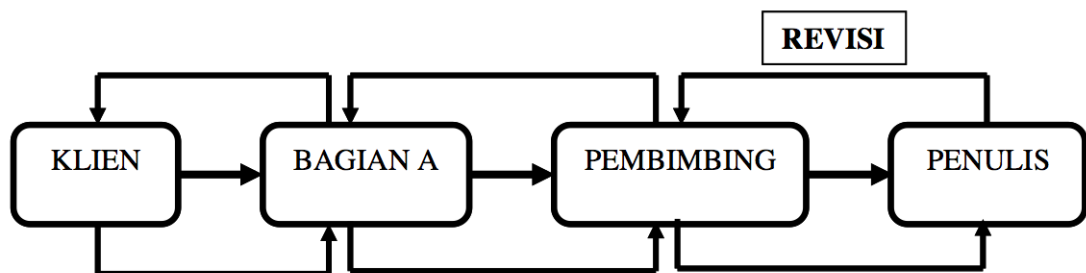 REVISI
KLIEN
BAGIAN A
PEMBIMBING
PENULIS